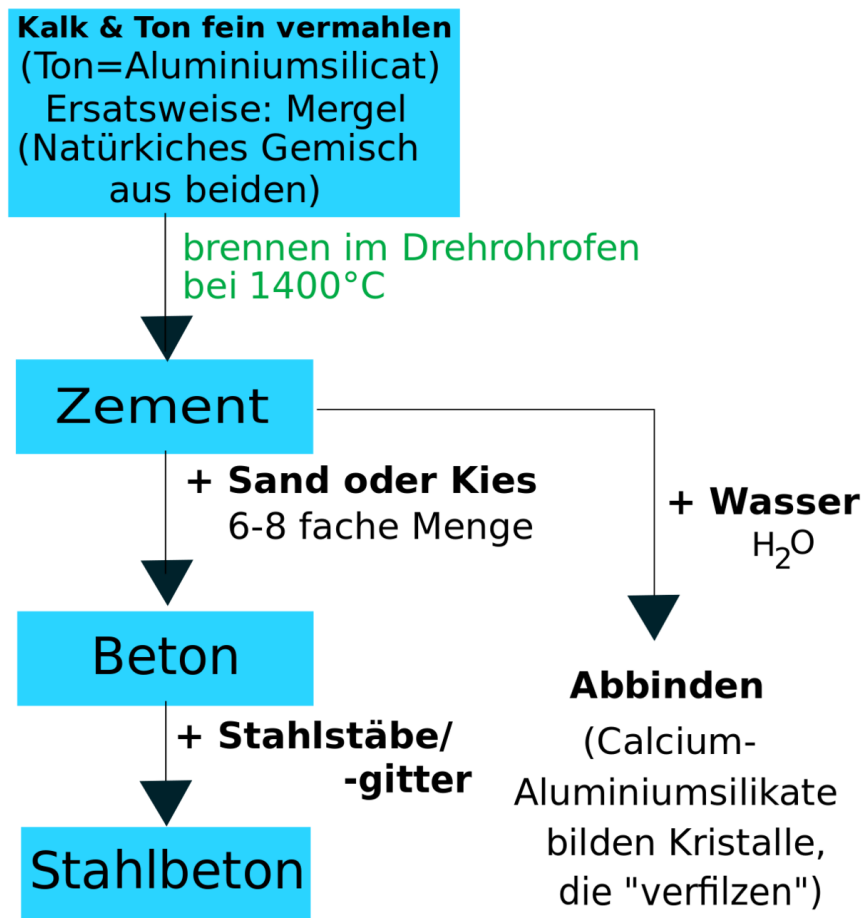 Kalk & Ton fein vermahlen
(Ton=Aluminiumsilicat)
Ersatsweise: Mergel
(Natürkiches Gemisch
aus beiden)
brennen im Drehrohrofen
bei 1400°C
Zement
+ Sand oder Kies
6-8 fache Menge
+ Wasser
H₂O
Beton
Abbinden
(Calcium-
Aluminiumsilikate
bilden Kristalle,
die "verfilzen")
+ Stahlstäbe/
-gitter
Stahlbeton